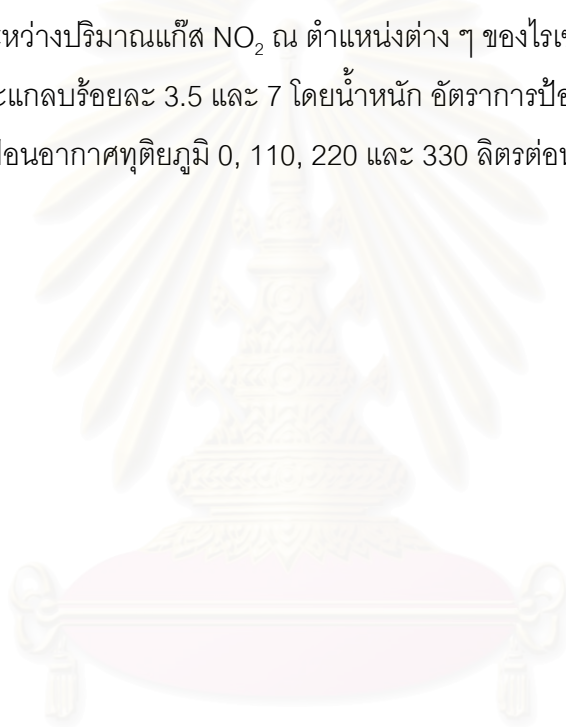 หว่างปริมาณแก๊ส NO₂ ณ ตำแหน่งต่าง ๆ ของไรเซ
แกลบร้อยละ 3.5 และ 7 โดยน้ำหนัก อัตราการป้อ
อนอากาศทุติยภูมิ 0, 110, 220 และ 330 ลิตรต่อน